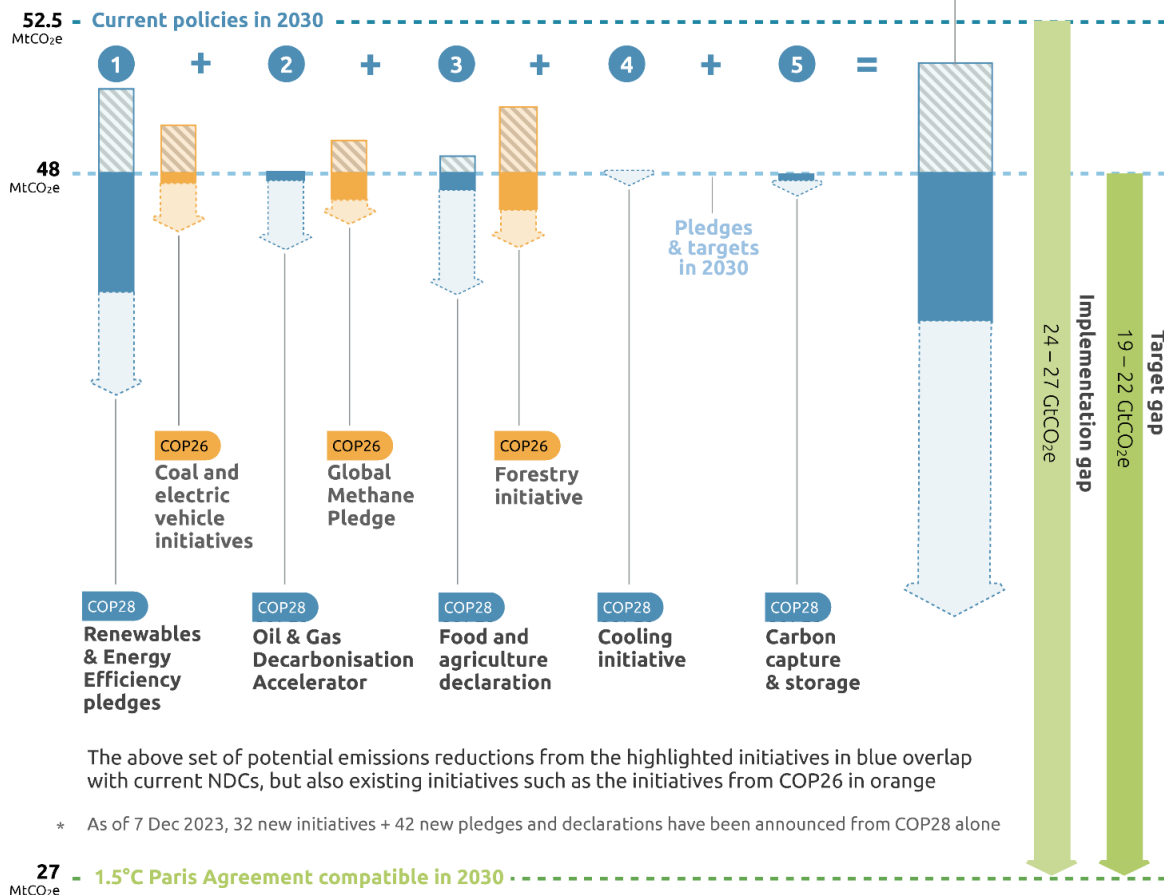 52.5
MtCO₂e
Current policies in 2030
1 + 2 + 3 + 4 + 5 =
48
MtCO₂e
Pledges
& targets
in 2030
24 – 27 GtCO₂e
Implementation gap
19 – 22 GtCO₂e
Target gap
COP26
Coal and
electric
vehicle
initiatives
COP26
Global
Methane
Pledge
COP26
Forestry
initiative
COP28
Renewables
& Energy
Efficiency
pledges
COP28
Oil & Gas
Decarbonisation
Accelerator
COP28
Food and
agriculture
declaration
COP28
Cooling
initiative
COP28
Carbon
capture
& storage
The above set of potential emissions reductions from the highlighted initiatives in blue overlap
with current NDCs, but also existing initiatives such as the initiatives from COP26 in orange
* As of 7 Dec 2023, 32 new initiatives + 42 new pledges and declarations have been announced from COP28 alone
27
MtCO₂e
1.5°C Paris Agreement compatible in 2030